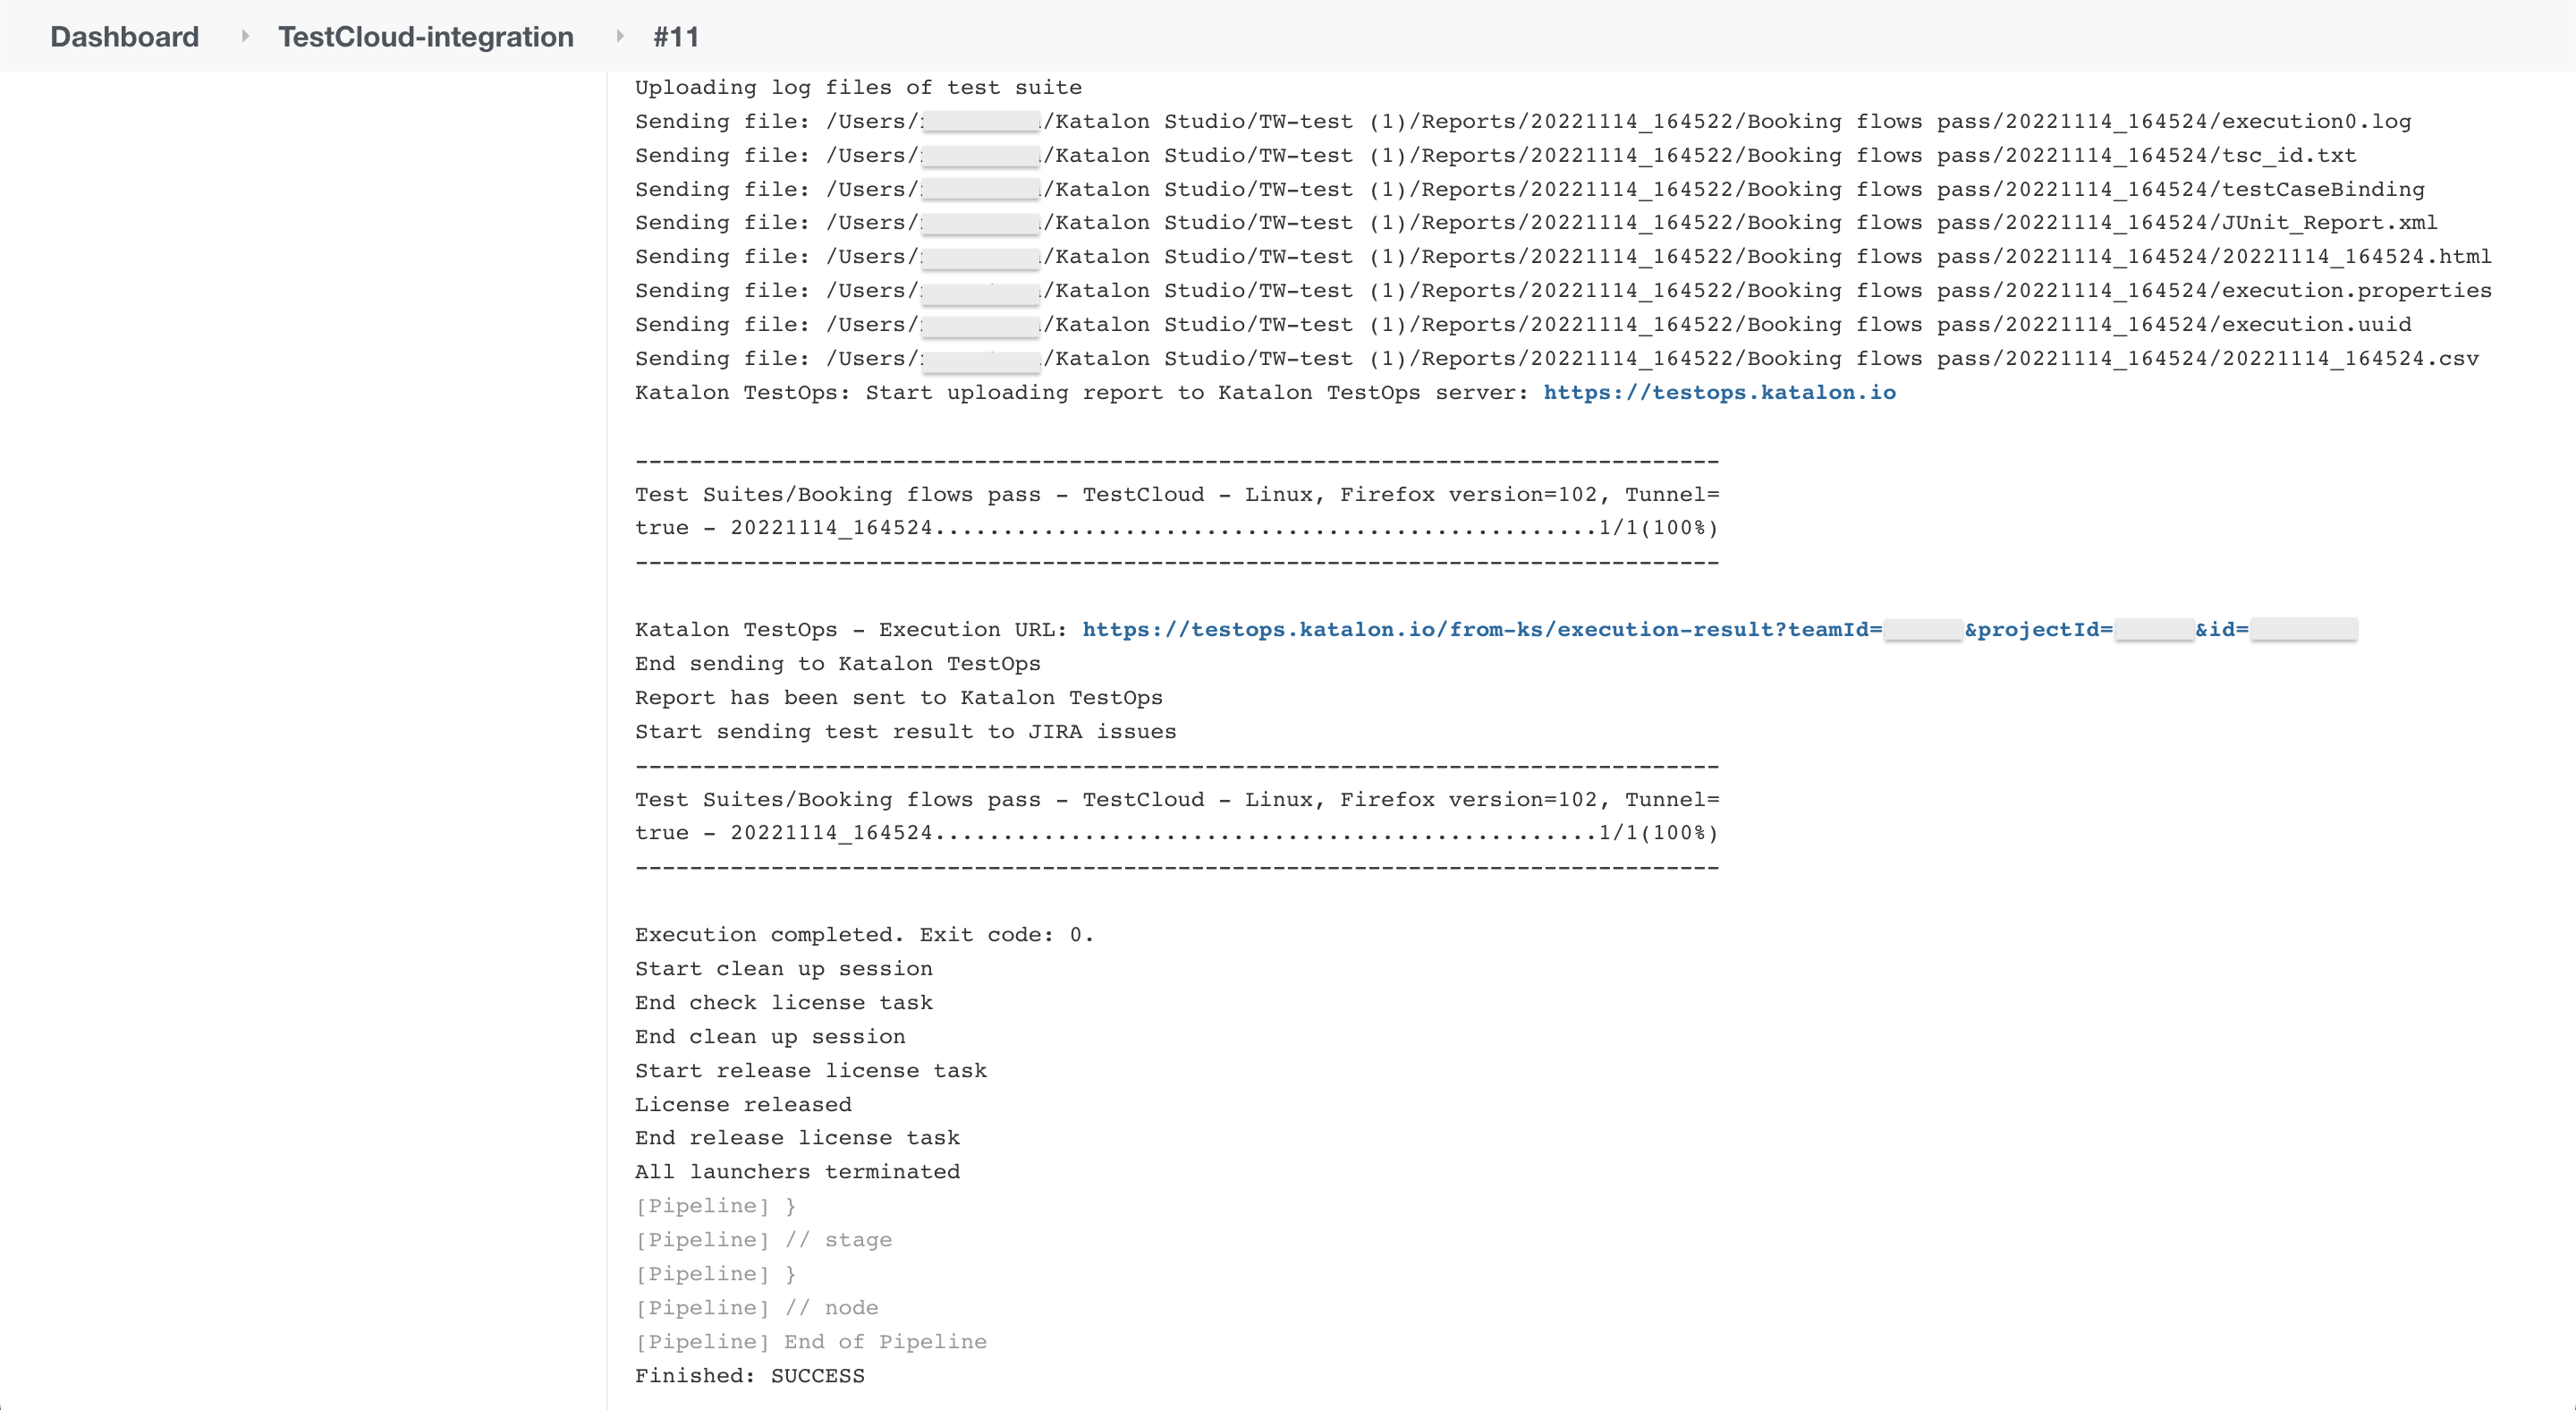 Dashboard TestCloud-integration #11
Uploading log files of test suite
Sending file: /Users/ /Katalon Studio/TW-test (1)/Reports/20221114_164522/Booking flows pass/20221114_164524/execution0.log
Sending file: /Users/ /Katalon Studio/TW-test (1)/Reports/20221114_164522/Booking flows pass/20221114_164524/tsc_id.txt
Sending file: /Users/ /Katalon Studio/TW-test (1)/Reports/20221114_164522/Booking flows pass/20221114_164524/testCaseBinding
Sending file: /Users/ /Katalon Studio/TW-test (1)/Reports/20221114_164522/Booking flows pass/20221114_164524/JUnit_Report.xml
Sending file: /Users/ /Katalon Studio/TW-test (1)/Reports/20221114_164522/Booking flows pass/20221114_164524/20221114_164524.html
Sending file: /Users/ /Katalon Studio/TW-test (1)/Reports/20221114_164522/Booking flows pass/20221114_164524/execution.properties
Sending file: /Users/ /Katalon Studio/TW-test (1)/Reports/20221114_164522/Booking flows pass/20221114_164524/execution.uuid
Sending file: /Users/ /Katalon Studio/TW-test (1)/Reports/20221114_164522/Booking flows pass/20221114_164524/20221114_164524.csv
Katalon TestOps: Start uploading report to Katalon TestOps server: https://testops.katalon.io
--------------------------------------------------------------------------------
Test Suites/Booking flows pass - TestCloud - Linux, Firefox version=102, Tunnel=
true - 20221114_164524.................................................1/1(100%)
--------------------------------------------------------------------------------
Katalon TestOps - Execution URL: https://testops.katalon.io/from-ks/execution-result?teamId= &projectId= &id=
End sending to Katalon TestOps
Report has been sent to Katalon TestOps
Start sending test result to JIRA issues
--------------------------------------------------------------------------------
Test Suites/Booking flows pass - TestCloud - Linux, Firefox version=102, Tunnel=
true - 20221114_164524.................................................1/1(100%)
--------------------------------------------------------------------------------
Execution completed. Exit code: 0.
Start clean up session
End check license task
End clean up session
Start release license task
License released
End release license task
All launchers terminated
[Pipeline] }
[Pipeline] // stage
[Pipeline] }
[Pipeline] // node
[Pipeline] End of Pipeline
Finished: SUCCESS